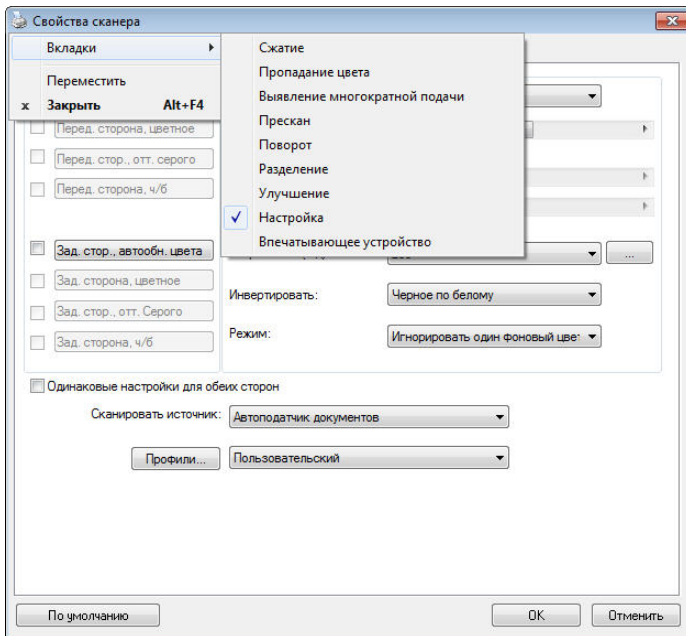 Свойства сканера
Вкладки
Переместить
x Закрыть Alt+F4
Сжатие
Пропадание цвета
Выявление многократной подачи
Прескан
Поворот
Разделение
Улучшение
Настройка
Впечатывающее устройство
Перед. сторона, цветное
Перед. стор., отт. серого
Перед. сторона, ч/б
Зад. стор., автообн. цвета
...
Зад. сторона, цветное
Инвертировать: Черное по белому
Зад. стор., отт. Серого
Режим: Игнорировать один фоновый цвет
Зад. сторона, ч/б
Одинаковые настройки для обеих сторон
Сканировать источник: Автоподатчик документов
Профили... Пользовательский
По умолчанию OK Отменить